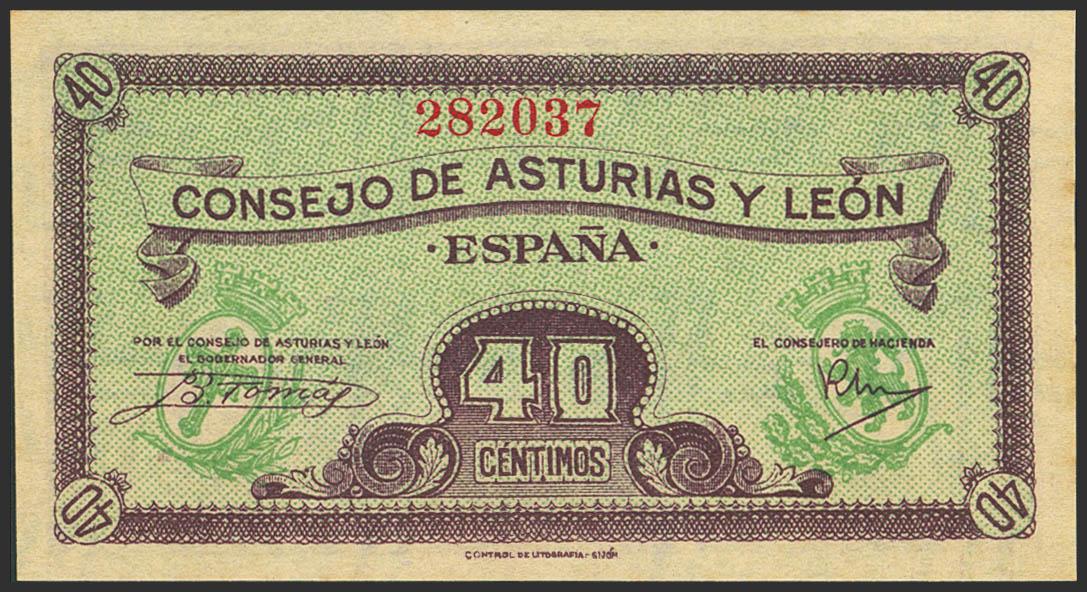 40 40
282037
CONSEJO DE ASTURIAS Y LEÓN
·ESPAÑA·
POR EL CONSEJO DE ASTURIAS Y LEÓN
EL GOBERNADOR GENERAL
B. Tomás
EL CONSEJERO DE HACIENDA
40
CÉNTIMOS
40 40
CONTROL DE LITOGRAFIA.-GIJÓN